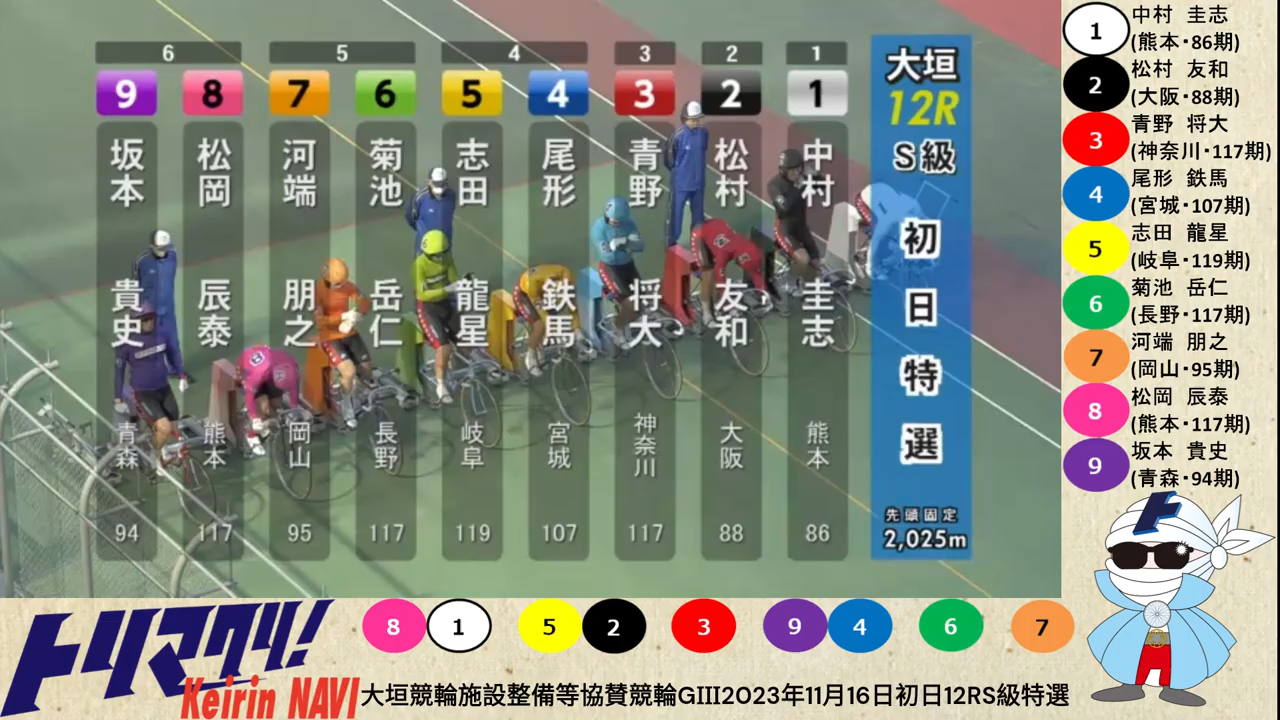 6 5 4 3 2 1
9 8 7 6 5 4 3 2 1
坂本 貴史 青森 94
松岡 辰泰 熊本 117
河端 朋之 岡山 95
菊池 岳仁 長野 117
志田 龍星 岐阜 119
尾形 鉄馬 宮城 107
青野 将大 神奈川 117
松村 友和 大阪 88
中村 圭志 熊本 86
大垣
12R
S級
初日特選
先頭固定
2,025m
1 中村 圭志
(熊本・86期)
2 松村 友和
(大阪・88期)
3 青野 将大
(神奈川・117期)
4 尾形 鉄馬
(宮城・107期)
5 志田 龍星
(岐阜・119期)
6 菊池 岳仁
(長野・117期)
7 河端 朋之
(岡山・95期)
8 松岡 辰泰
(熊本・117期)
9 坂本 貴史
(青森・94期)
ト
トリマクリ!
Keirin NAVI
8 1 5 2 3 9 4 6 7
大垣競輪施設整備等協賛競輪GIII2023年11月16日初日12RS級特選